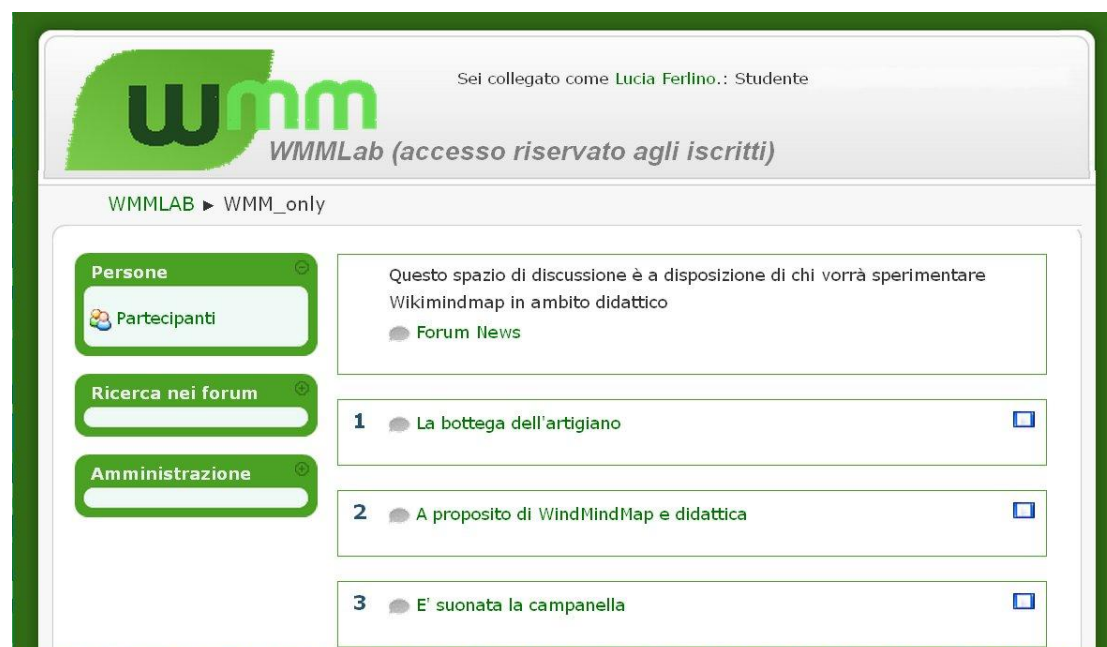 wmm
Sei collegato come Lucia Ferlino.: Studente
WMMLab (accesso riservato agli iscritti)
WMMLAB ► WMM_only
Persone
Partecipanti
Ricerca nei forum
Amministrazione
Questo spazio di discussione è a disposizione di chi vorrà sperimentare
Wikimindmap in ambito didattico
Forum News
1 La bottega dell'artigiano
2 A proposito di WindMindMap e didattica
3 E' suonata la campanella